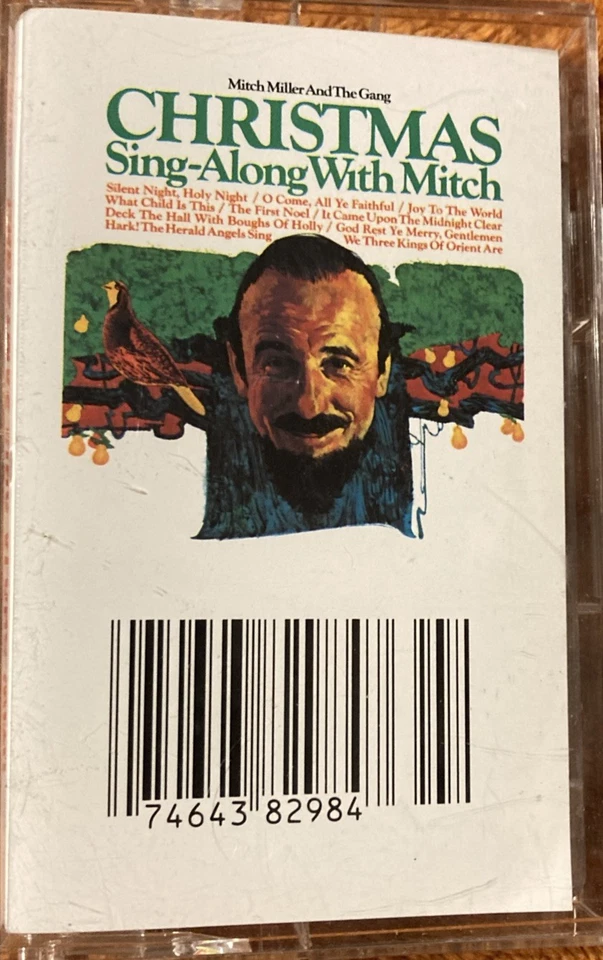 Mitch Miller And The Gang
CHRISTMAS
Sing-Along With Mitch
Silent Night, Holy Night / O Come, All Ye Faithful / Joy To The World
What Child Is This / The First Noel / It Came Upon The Midnight Clear
Deck The Hall With Boughs Of Holly / God Rest Ye Merry, Gentlemen
Hark! The Herald Angels Sing We Three Kings Of Orient Are
74643 82984